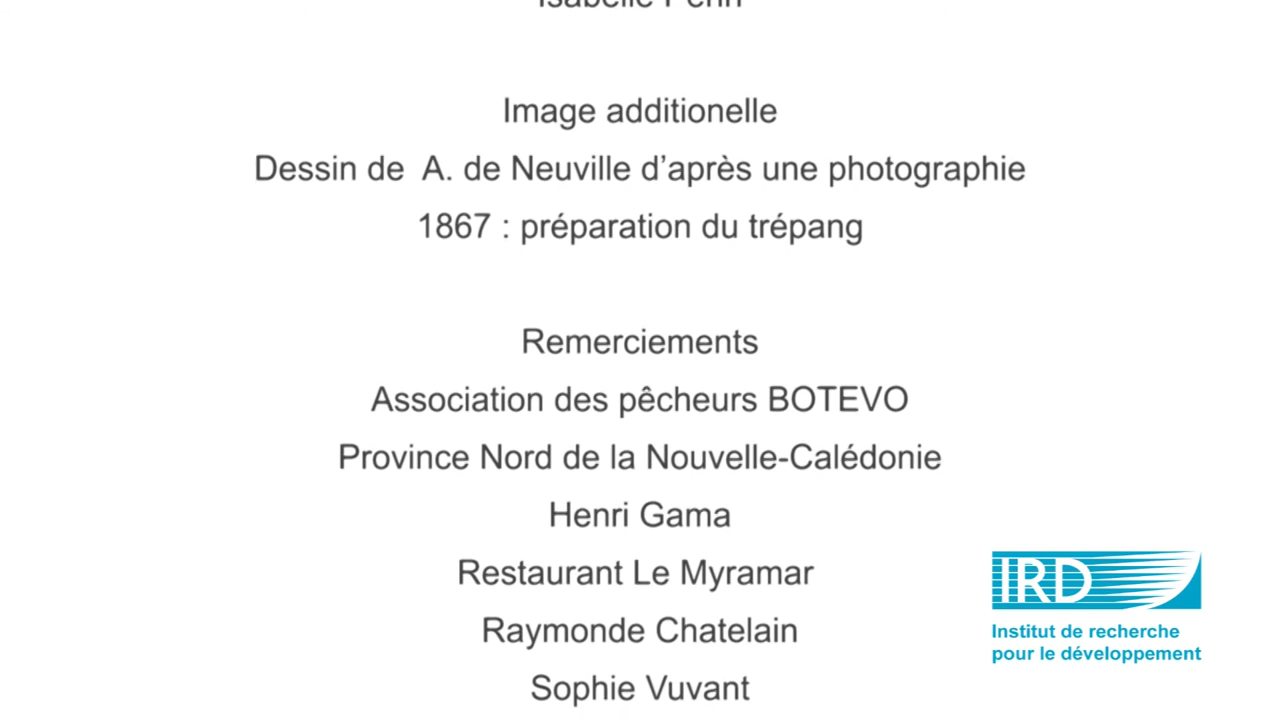 Image additionelle
Dessin de A. de Neuville d’après une photographie
1867 : préparation du trépang
Remerciements
Association des pêcheurs BOTEVO
Province Nord de la Nouvelle-Calédonie
Henri Gama
Restaurant Le Myramar
Raymonde Chatelain
Sophie Vuvant
IRD
Institut de recherche
pour le développement